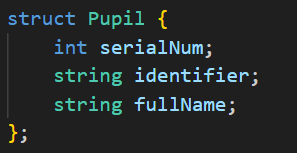 struct Pupil {
    int serialNum;
    string identifier;
    string fullName;
};